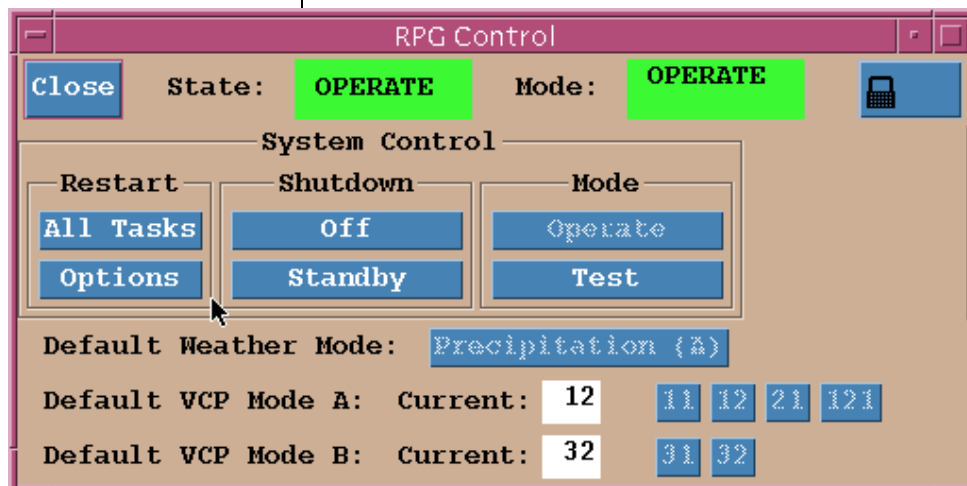 RPG Control
Close State: OPERATE Mode: OPERATE
System Control
Restart Shutdown Mode
All Tasks Off Operate
Options Standby Test
Default Weather Mode: Precipitation (A)
Default VCP Mode A: Current: 12 11 12 21 121
Default VCP Mode B: Current: 32 31 32